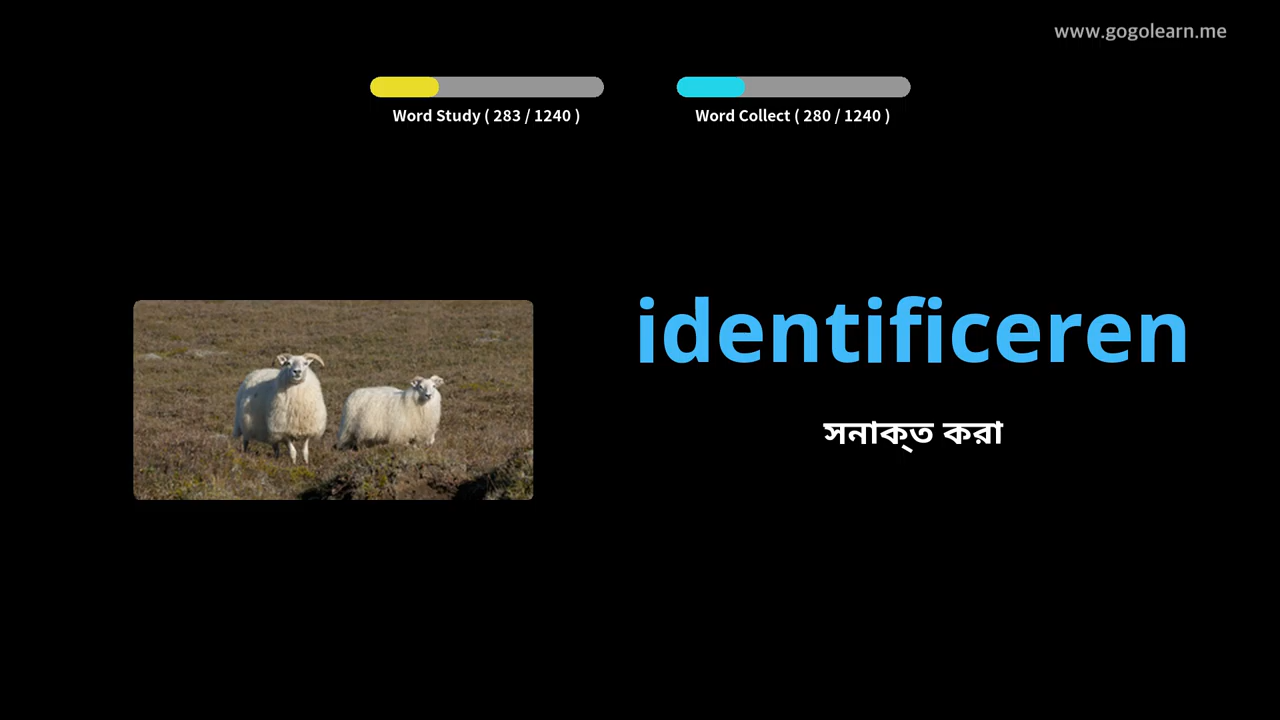 www.gogolearn.me
Word Study ( 283 / 1240 )
Word Collect ( 280 / 1240 )
identificeren
সনাক্ত করা